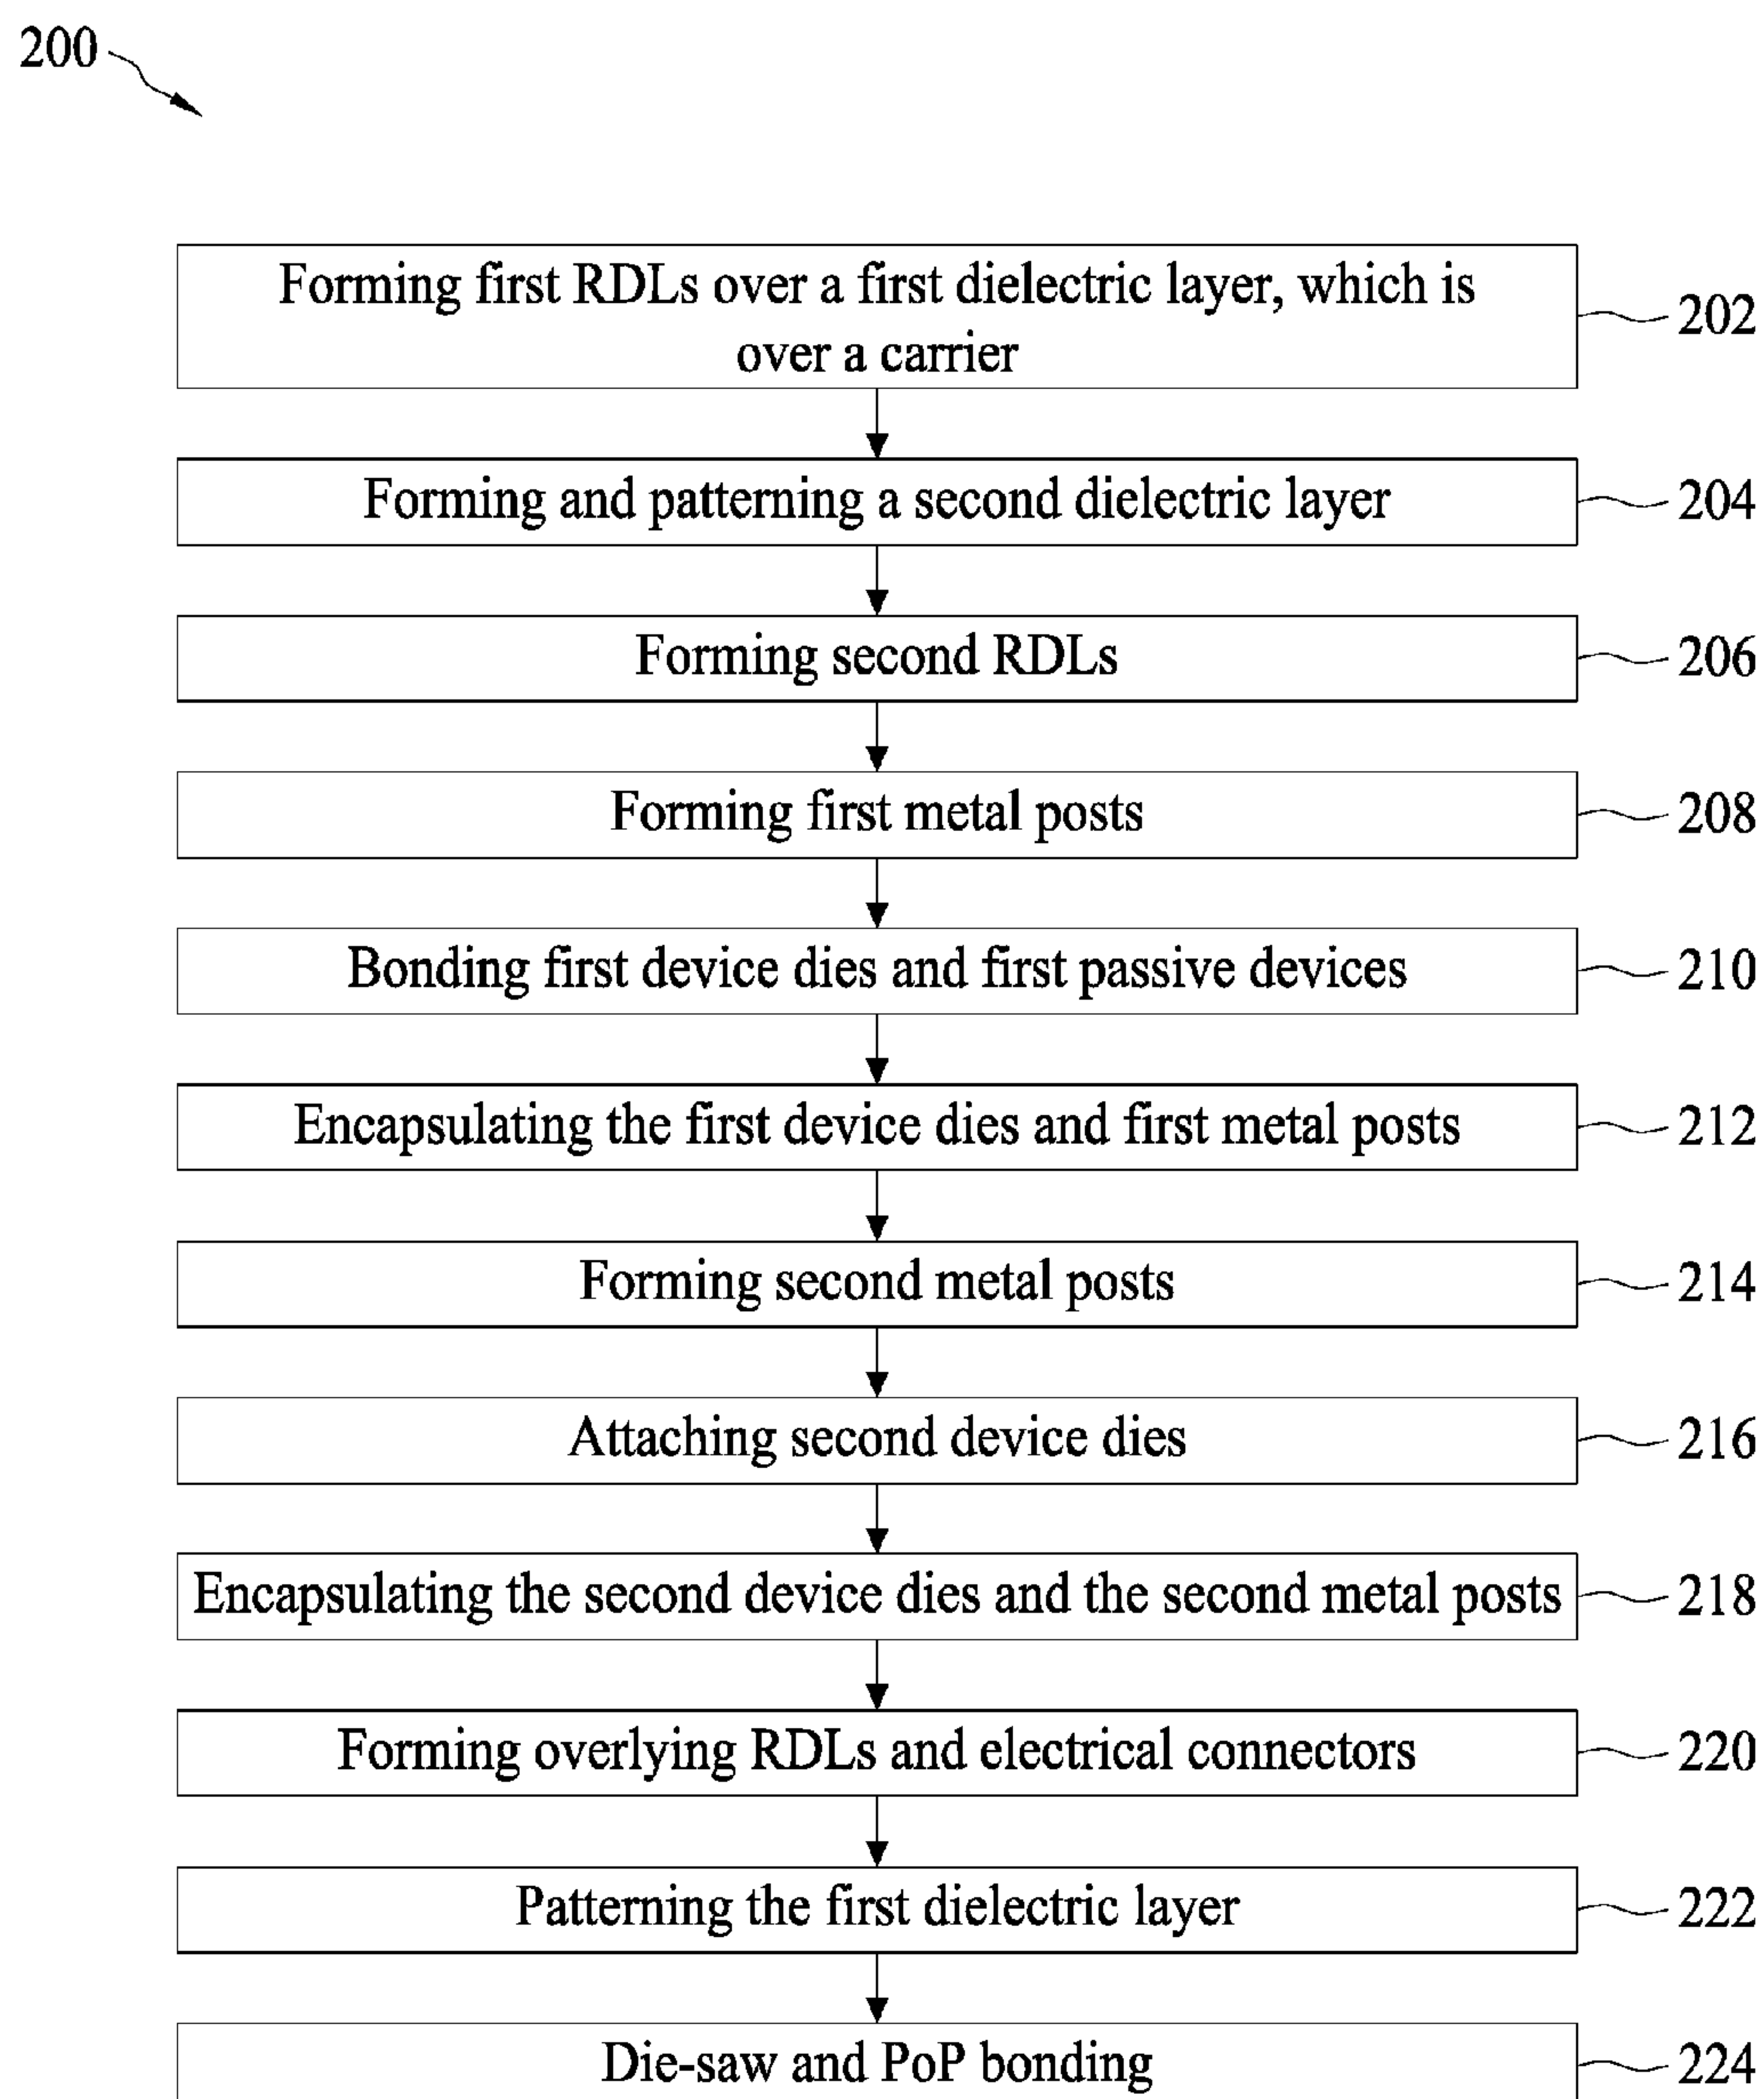 200
Forming first RDLs over a first dielectric layer, which is
over a carrier
202
Forming and patterning a second dielectric layer
204
Forming second RDLs
206
Forming first metal posts
208
Bonding first device dies and first passive devices
210
Encapsulating the first device dies and first metal posts
212
Forming second metal posts
214
Attaching second device dies
216
Encapsulating the second device dies and the second metal posts
218
Forming overlying RDLs and electrical connectors
220
Patterning the first dielectric layer
222
Die-saw and PoP bonding
224